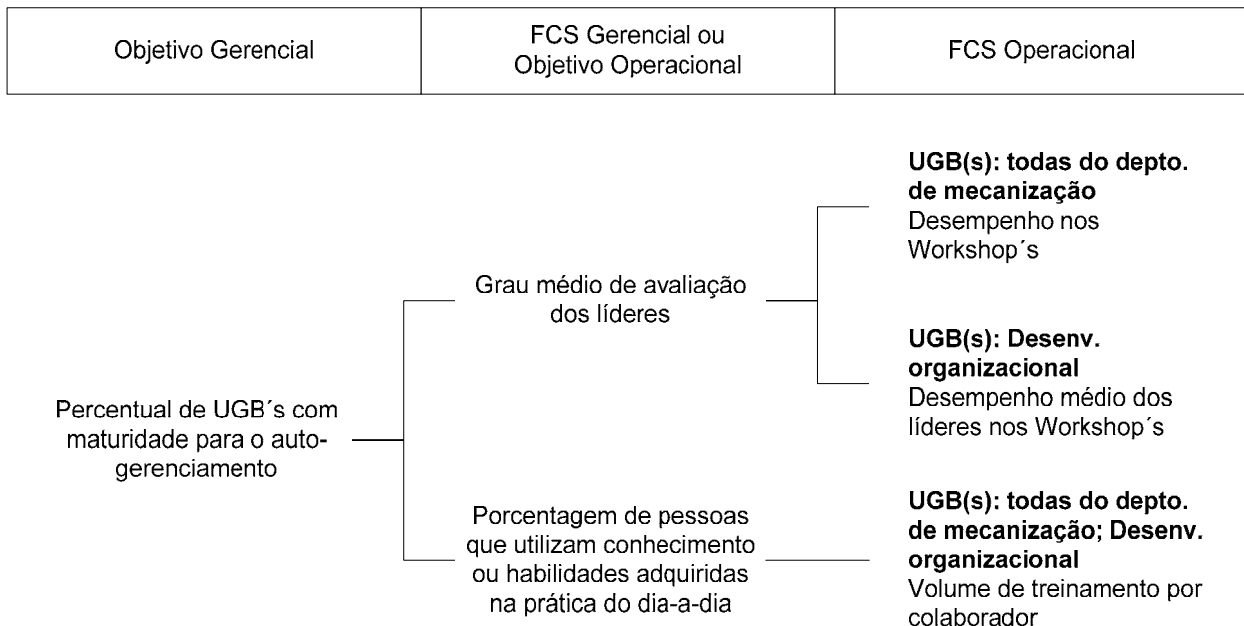 Objetivo Gerencial
FCS Gerencial ou
Objetivo Operacional
FCS Operacional
UGB(s): todas do depto.
de mecanização
Desempenho nos
Workshop´s
Grau médio de avaliação
dos líderes
UGB(s): Desenv.
organizacional
Desempenho médio dos
líderes nos Workshop´s
Percentual de UGB´s com
maturidade para o auto-
gerenciamento
Porcentagem de pessoas
que utilizam conhecimento
ou habilidades adquiridas
na prática do dia-a-dia
UGB(s): todas do depto.
de mecanização; Desenv.
organizacional
Volume de treinamento por
colaborador